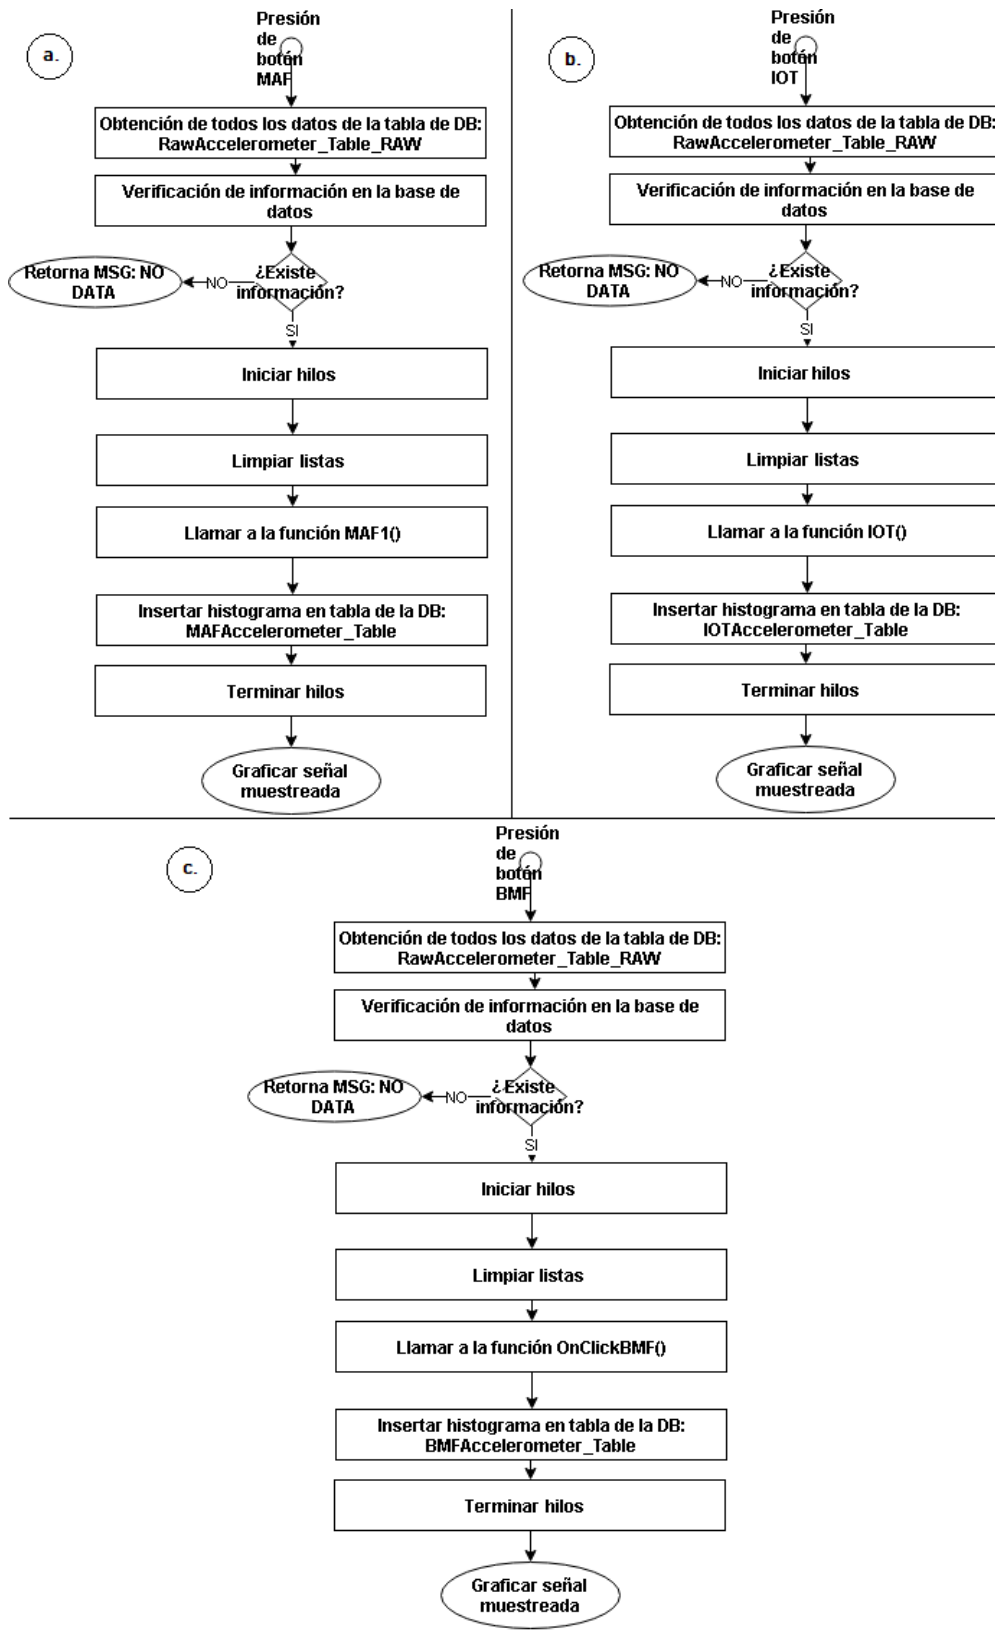 a.
Presión
de
botón
MAF
Obtención de todos los datos de la tabla de DB:
RawAccelerometer_Table_RAW
Verificación de información en la base de
datos
¿Existe
información?
NO
Retorna MSG: NO
DATA
SI
Iniciar hilos
Limpiar listas
Llamar a la función MAF1()
Insertar histograma en tabla de la DB:
MAFAccelerometer_Table
Terminar hilos
Graficar señal
muestreada
b.
Presión
de
botón
IOT
Obtención de todos los datos de la tabla de DB:
RawAccelerometer_Table_RAW
Verificación de información en la base de
datos
¿Existe
información?
NO
Retorna MSG: NO
DATA
SI
Iniciar hilos
Limpiar listas
Llamar a la función IOT()
Insertar histograma en tabla de la DB:
IOTAccelerometer_Table
Terminar hilos
Graficar señal
muestreada
c.
Presión
de
botón
BMF
Obtención de todos los datos de la tabla de DB:
RawAccelerometer_Table_RAW
Verificación de información en la base de
datos
¿Existe
información?
NO
Retorna MSG: NO
DATA
SI
Iniciar hilos
Limpiar listas
Llamar a la función OnClickBMF()
Insertar histograma en tabla de la DB:
BMFAccelerometer_Table
Terminar hilos
Graficar señal
muestreada